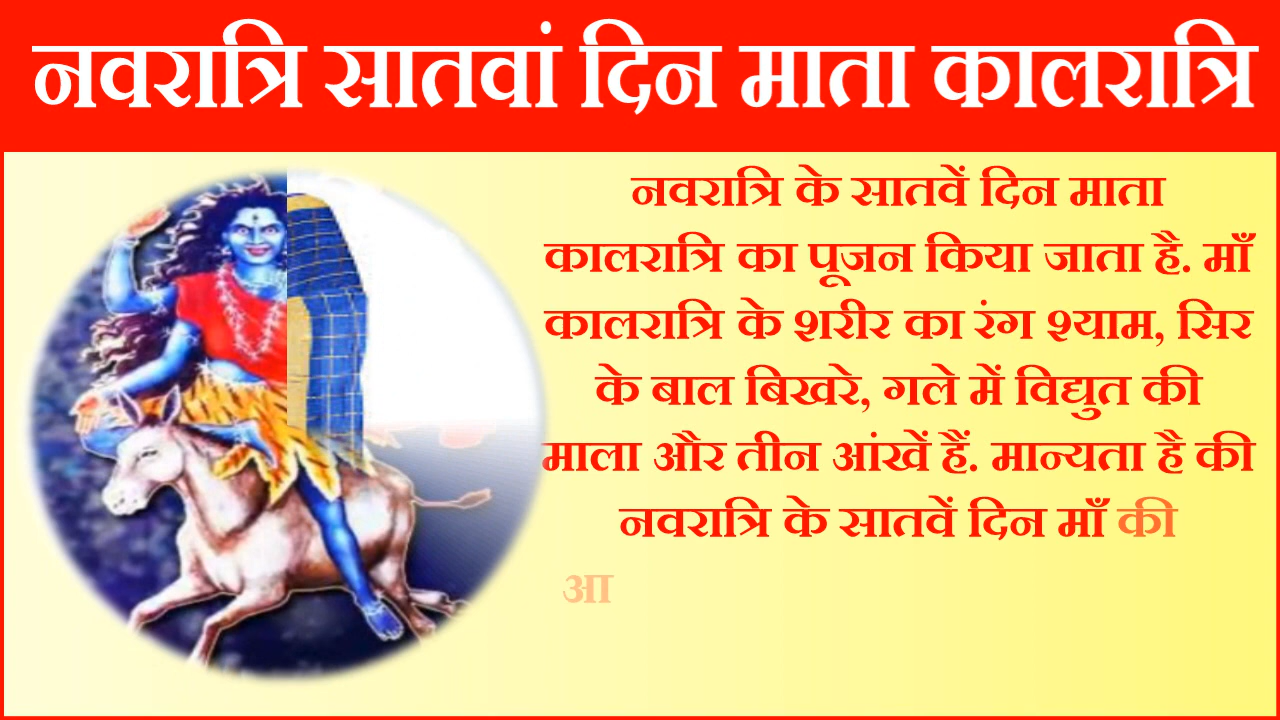 नवरात्रि सातवां दिन माता कालरात्रि
नवरात्रि के सातवें दिन माता
कालरात्रि का पूजन किया जाता है. माँ
कालरात्रि के शरीर का रंग श्याम, सिर
के बाल बिखरे, गले में विद्युत की
माला और तीन आंखें हैं. मान्यता है की
नवरात्रि के सातवें दिन माँ की
आ